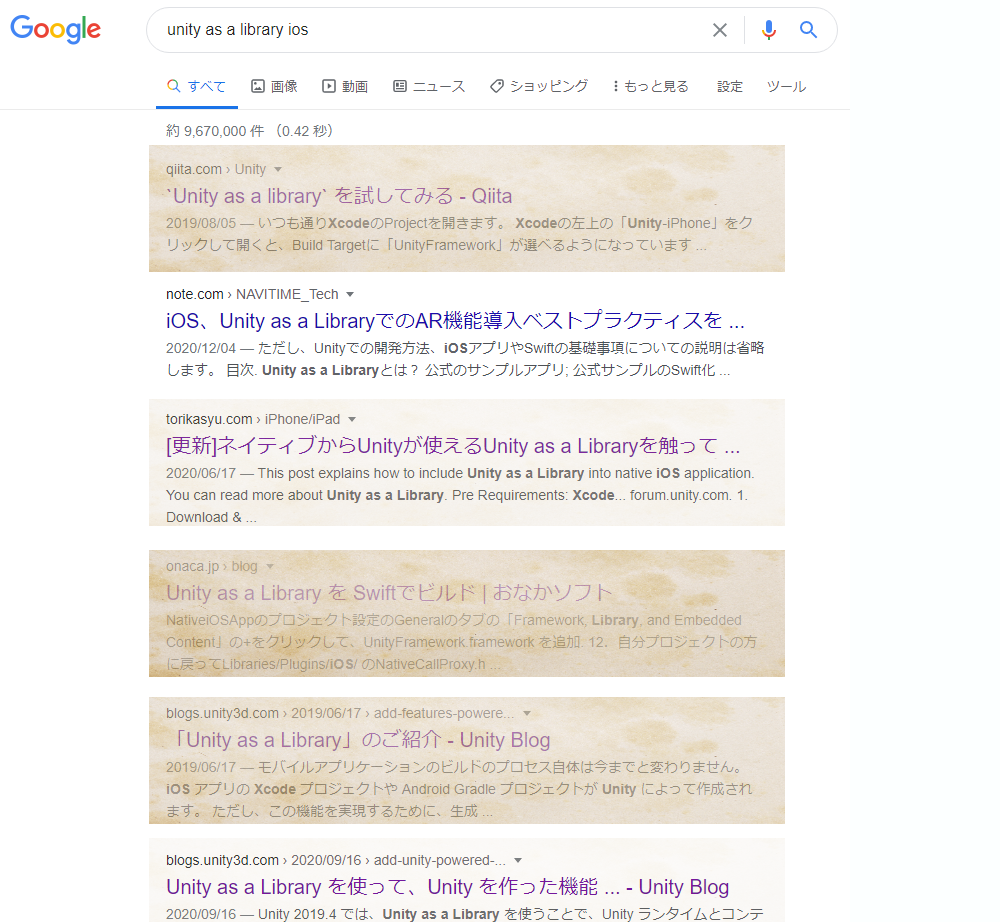 Google
unity as a library ios
すべて 画像 動画 ニュース ショッピング もっと見る 設定 ツール
約 9,670,000 件 （0.42 秒）
qiita.com › Unity
`Unity as a library` を試してみる - Qiita
2019/08/05 — いつも通りXcodeのProjectを開きます。 Xcodeの左上の「Unity-iPhone」をク
リックして開くと、Build Targetに「UnityFramework」が選べるようになっています ...
note.com › NAVITIME_Tech
iOS、Unity as a LibraryでのAR機能導入ベストプラクティスを ...
2020/12/04 — ただし、Unityでの開発方法、iOSアプリやSwiftの基礎事項についての説明は省略
します。 目次. Unity as a Libraryとは？ 公式のサンプルアプリ; 公式サンプルのSwift化 ...
torikasyu.com › iPhone/iPad
[更新]ネイティブからUnityが使えるUnity as a Libraryを触って ...
2020/06/17 — This post explains how to include Unity as a Library into native iOS application.
You can read more about Unity as a Library. Pre Requirements: Xcode... forum.unity.com. 1.
Download & ...
onaca.jp › blog
Unity as a Library を Swiftでビルド | おなかソフト
NativeiOSAppのプロジェクト設定のGeneralのタブの「Framework, Library, and Embedded
Content」の+をクリックして、UnityFramework.framework を追加. 12．自分プロジェクトの方
に戻ってLibraries/Plugins/iOS/ のNativeCallProxy.h ...
blogs.unity3d.com › 2019/06/17 › add-features-powere...
「Unity as a Library」のご紹介 - Unity Blog
2019/06/17 — モバイルアプリケーションのビルドのプロセス自体は今までと変わりません。
iOS アプリの Xcode プロジェクトや Android Gradle プロジェクトが Unity によって作成され
ます。 ただし、この機能を実現するために、生成 ...
blogs.unity3d.com › 2020/09/16 › add-unity-powered-...
Unity as a Library を使って、Unity を作った機能 ... - Unity Blog
2020/09/16 — Unity 2019.4 では、Unity as a Library を使うことで、Unity ランタイムとコンテ